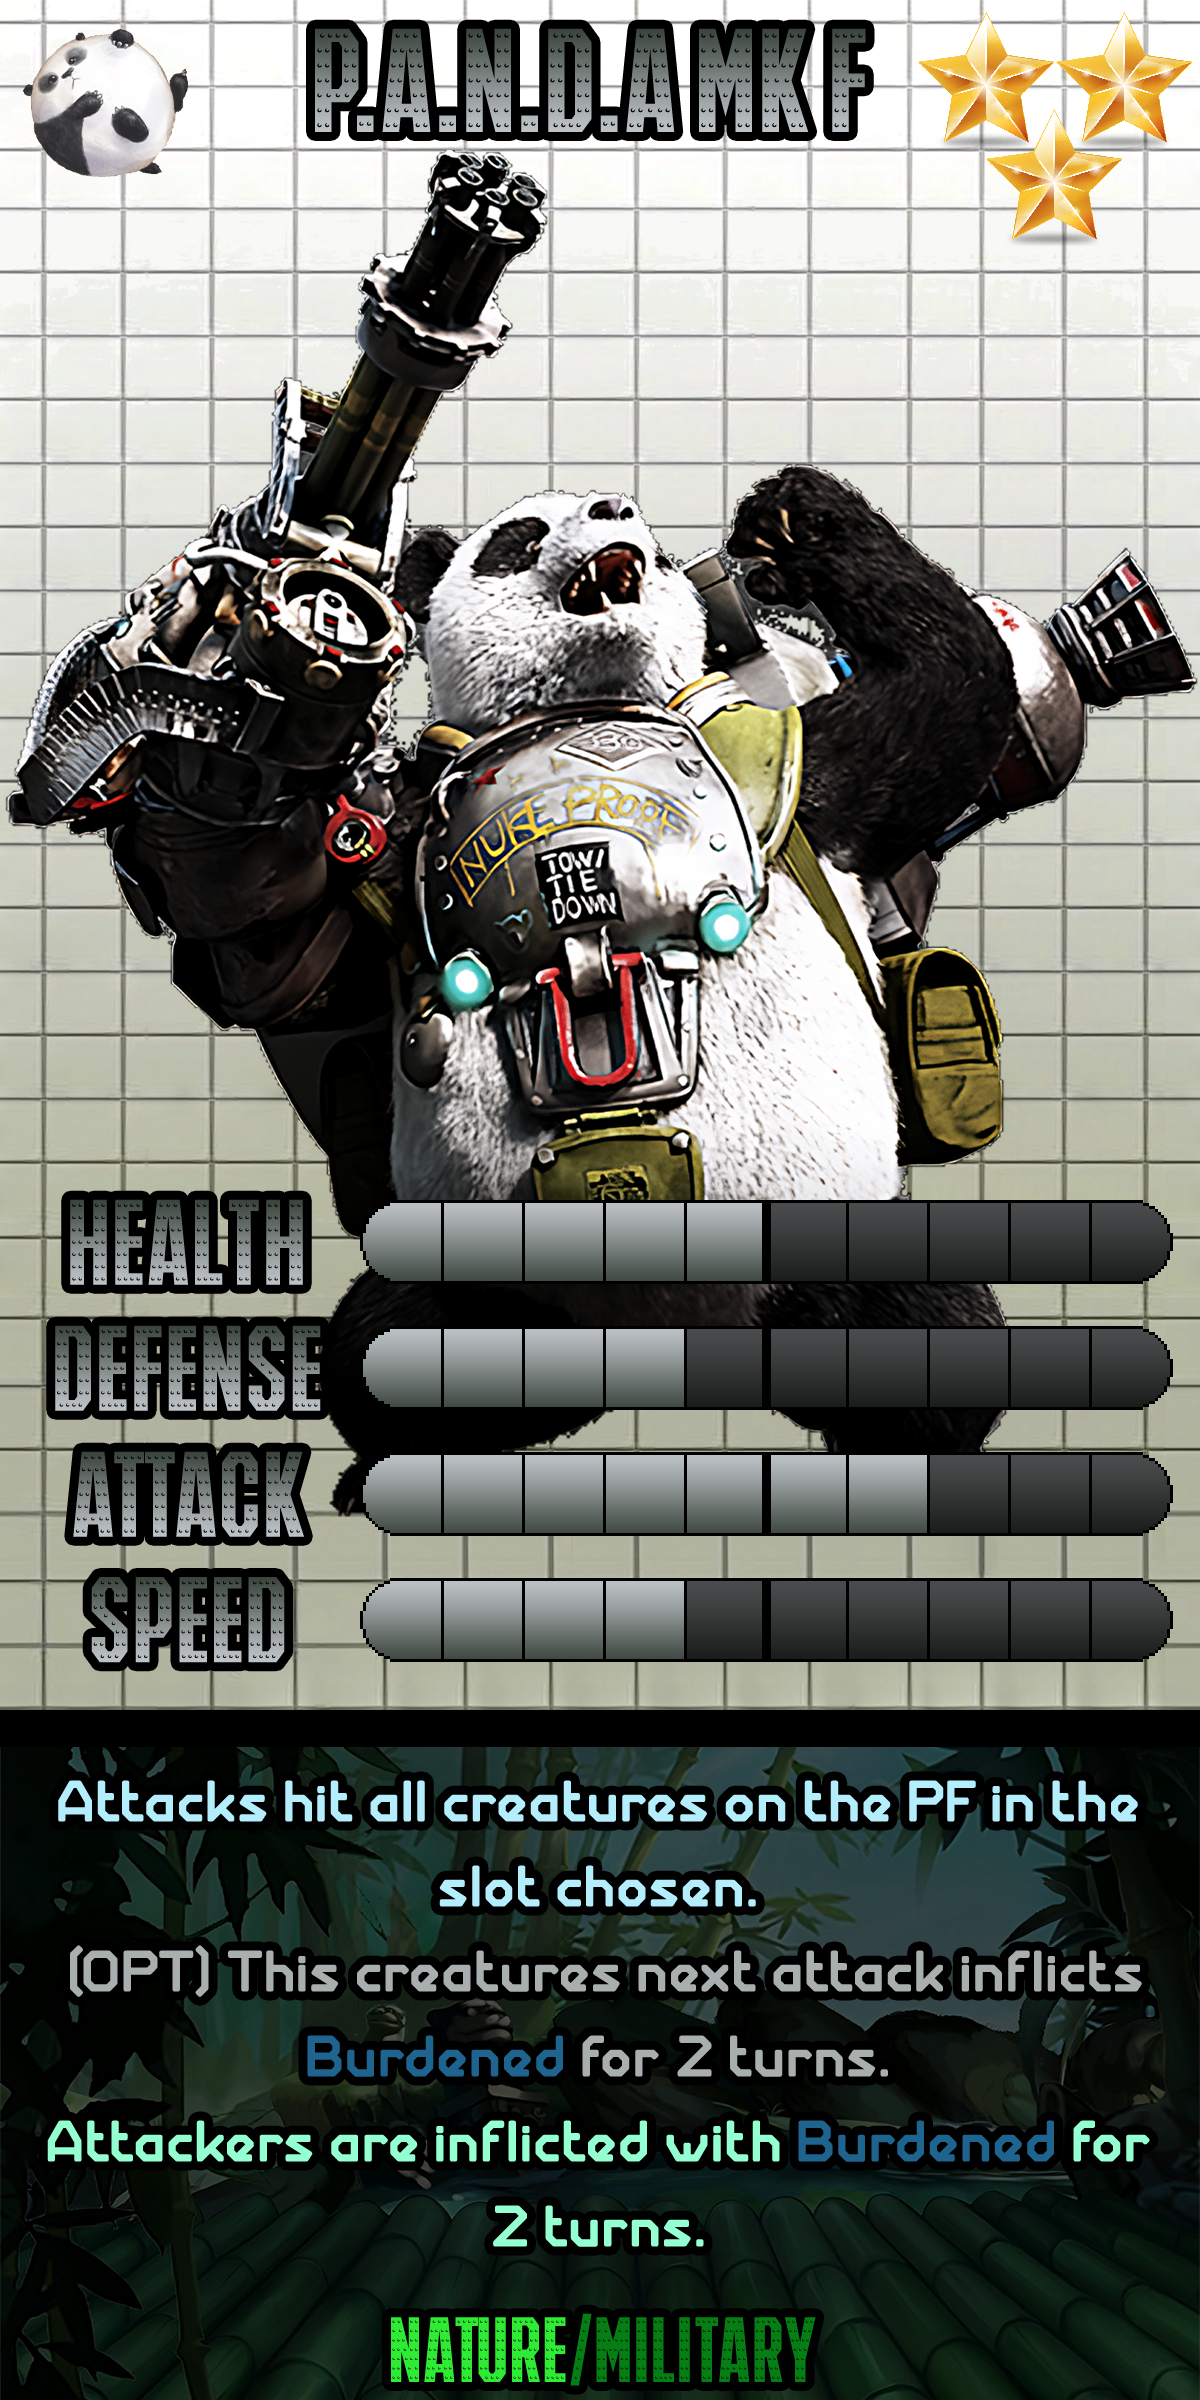 P.A.N.D.A MK F
NUKE PROOF
TOW/
TIE
DOWN
HEALTH
DEFENSE
ATTACK
SPEED
Attacks hit all creatures on the PF in the
slot chosen.
(OPT) This creatures next attack inflicts
Burdened for 2 turns.
Attackers are inflicted with Burdened for
2 turns.
NATURE/MILITARY